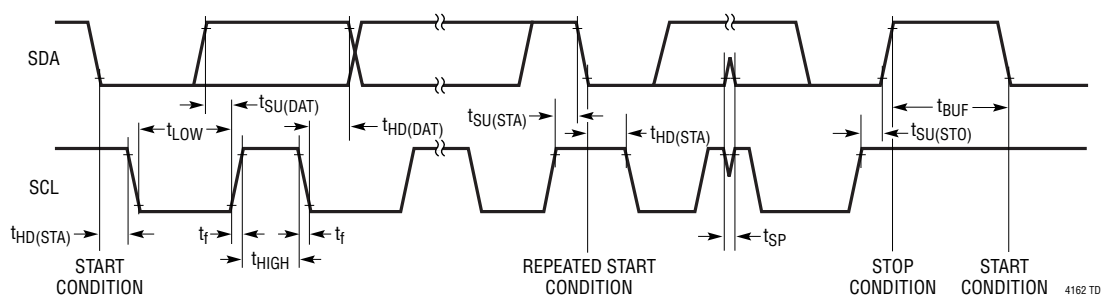 SDA
tSU(DAT)
tLOW
tHD(DAT)
tSU(STA)
tHD(STA)
tBUF
tSU(STO)
SCL
tHD(STA)
tf
tHIGH
tf
tSP
START
CONDITION
REPEATED START
CONDITION
STOP
CONDITION
START
CONDITION
4162 TD